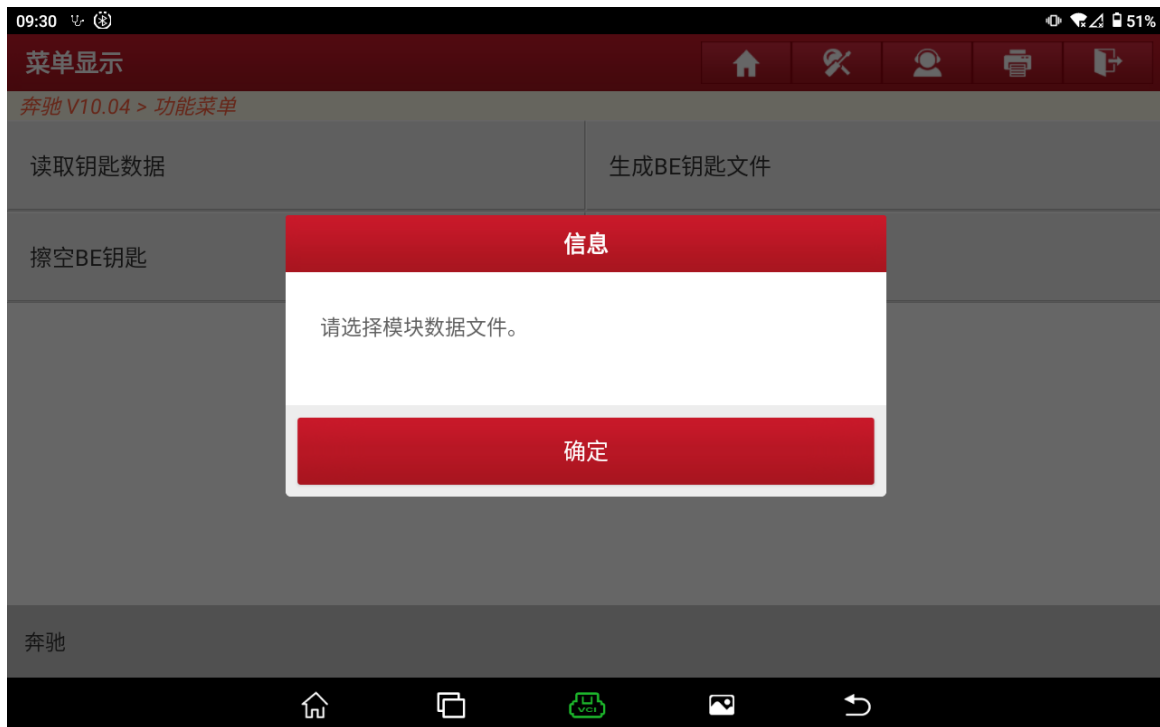 09:30 51%
菜单显示
奔驰 V10.04 > 功能菜单
读取钥匙数据 生成BE钥匙文件
擦空BE钥匙
信息
请选择模块数据文件。
确定
奔驰
VCI